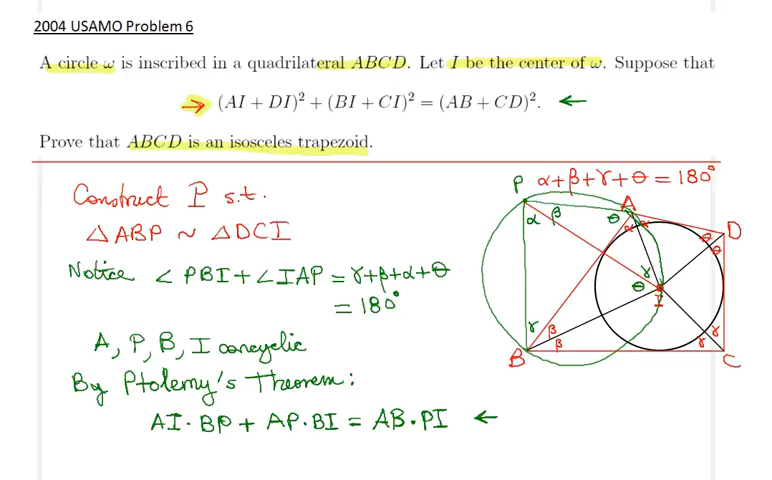 2004 USAMO Problem 6
A circle ω is inscribed in a quadrilateral ABCD. Let I be the center of ω. Suppose that
→ (AI + DI)² + (BI + CI)² = (AB + CD)². ←
Prove that ABCD is an isosceles trapezoid.
Construct P s.t.
△ABP ~ △DCI
Notice ∠PBI + ∠IAP = γ+β+α+θ
= 180°
A, P, B, I concyclic
By Ptolemy's Theorem:
AI · BP + AP · BI = AB · PI ←
α+β+γ+θ = 180°
P
A
θ
α β
α α
D
θ
θ
γ
θ
I
γ
β
β
γ
γ
B
C